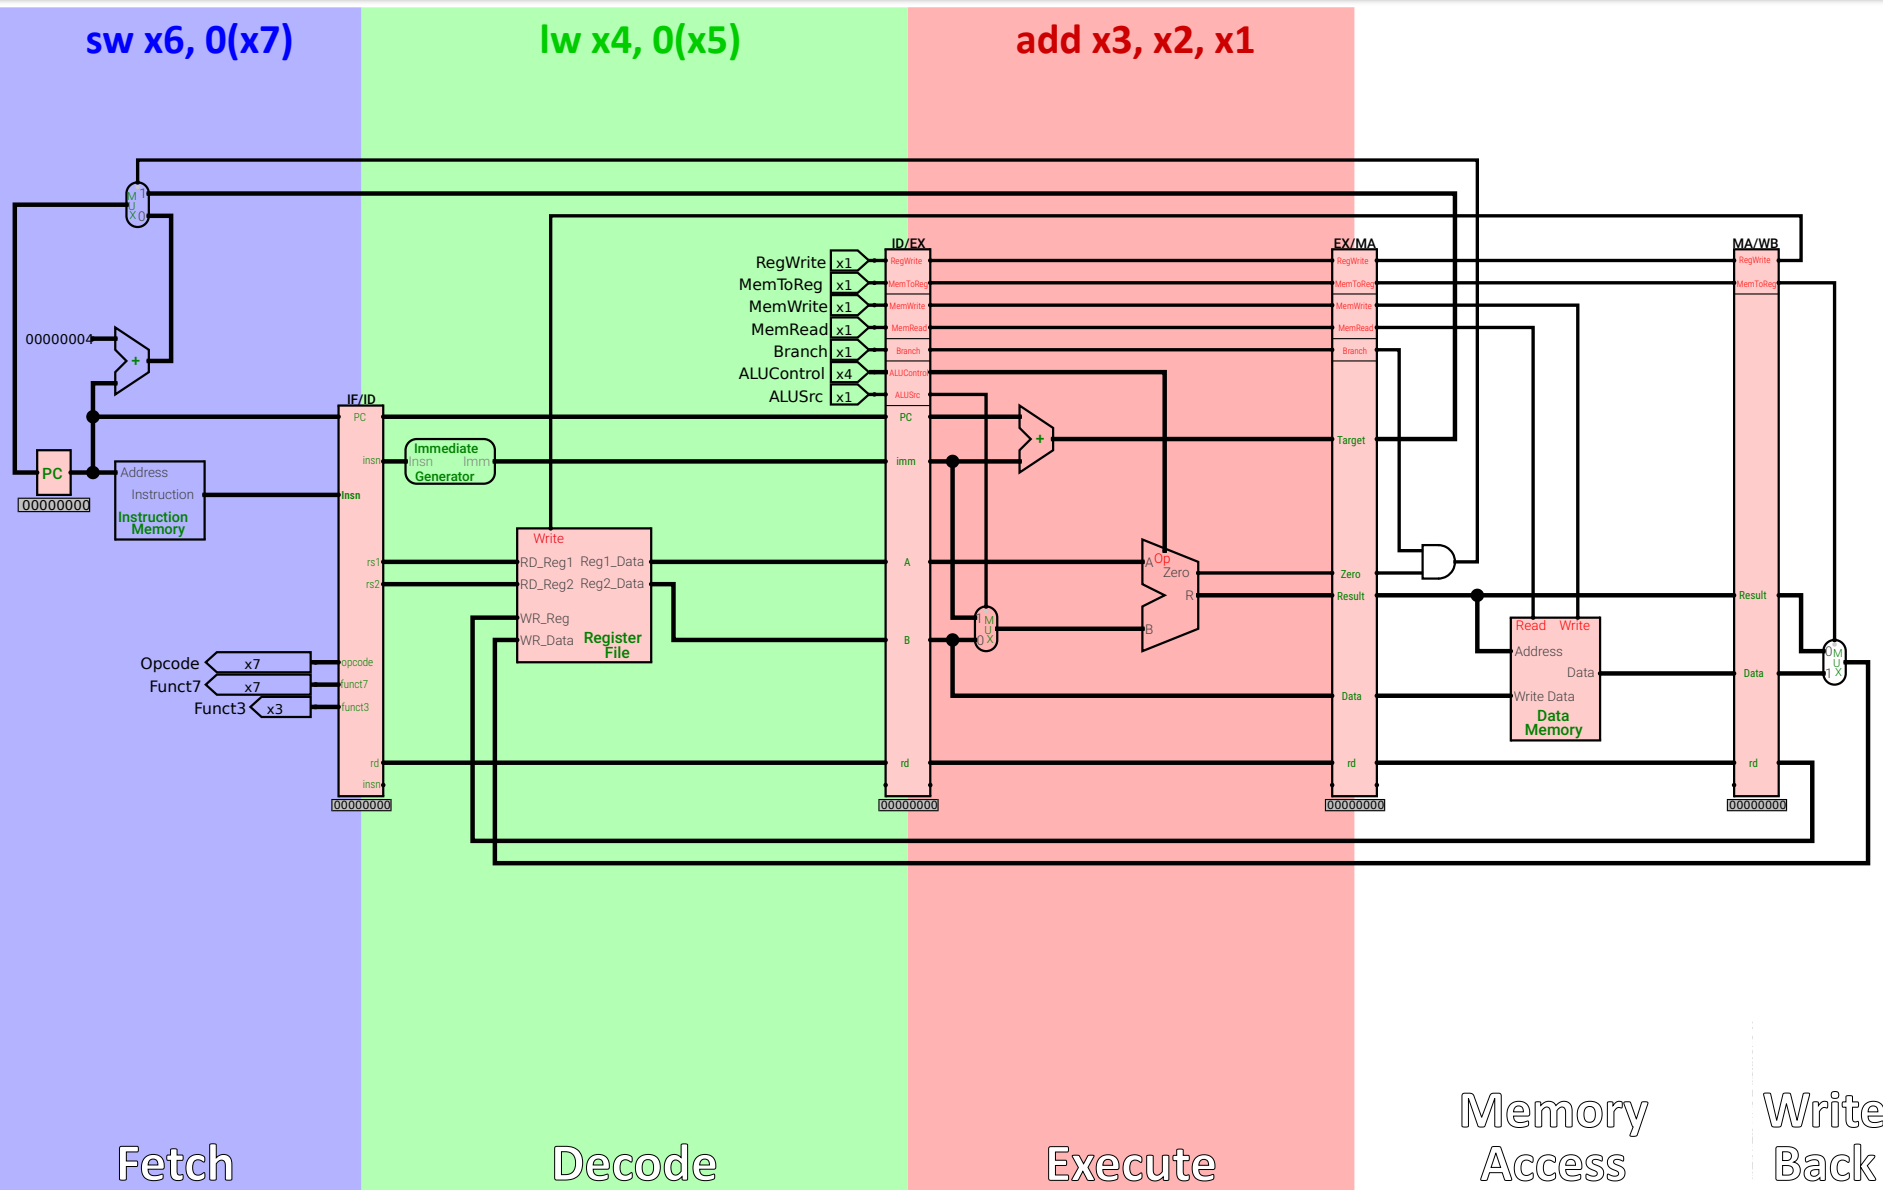 sw x6, 0(x7)
lw x4, 0(x5)
add x3, x2, x1
M
U
X
1
0
00000004
+
PC
00000000
Address
Instruction
Instruction
Memory
IF/ID
PC
insn
Insn
rs1
rs2
opcode
funct7
funct3
rd
insn
00000000
Opcode
x7
Funct7
x7
Funct3
x3
Immediate
Insn
Imm
Generator
Write
RD_Reg1
Reg1_Data
RD_Reg2
Reg2_Data
WR_Reg
WR_Data
Register
File
RegWrite
x1
MemToReg
x1
MemWrite
x1
MemRead
x1
Branch
x1
ALUControl
x4
ALUSrc
x1
ID/EX
RegWrite
MemToReg
MemWrite
MemRead
Branch
ALUControl
ALUSrc
PC
imm
A
B
rd
00000000
+
1
0
M
U
X
A
Op
Zero
R
B
EX/MA
RegWrite
MemToReg
MemWrite
MemRead
Branch
Target
Zero
Result
Data
rd
00000000
Read
Write
Address
Data
Write Data
Data
Memory
MA/WB
RegWrite
MemToReg
Result
Data
rd
00000000
0
1
M
U
X
Fetch
Decode
Execute
Memory
Access
Write
Back